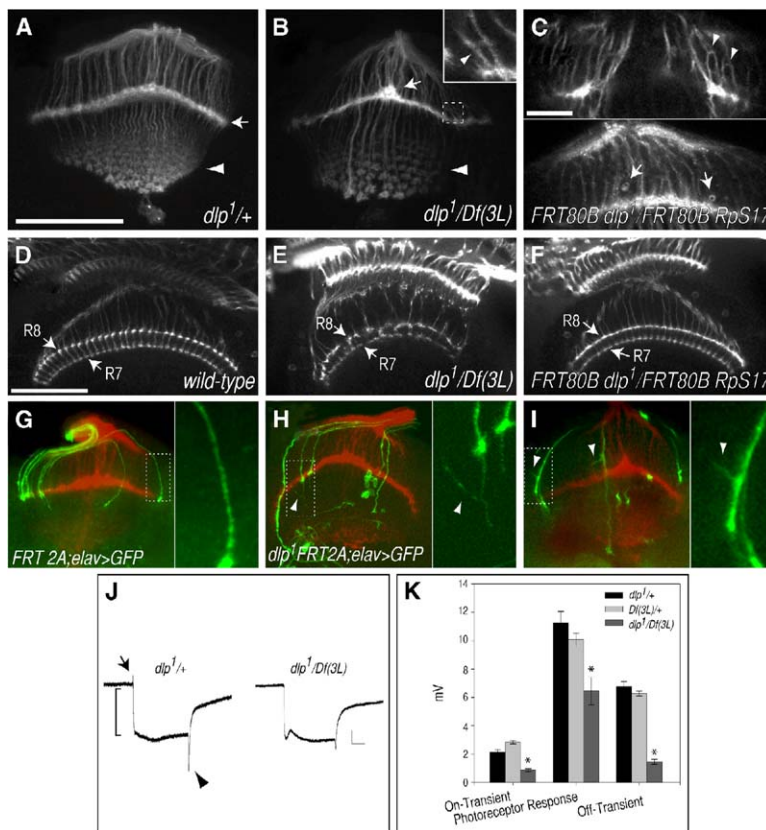 A
dlp¹/+
B
dlp¹/Df(3L)
C
FRT80B dlp¹/FRT80B RpS17
D
R8
R7
wild-type
E
R8
R7
dlp¹/Df(3L)
F
R8
R7
FRT80B dlp¹/FRT80B RpS17
G
FRT 2A;elav>GFP
H
dlp¹FRT2A;elav>GFP
I
J
dlp¹/+
dlp¹/Df(3L)
K
14
12
10
8
6
4
2
0
mV
dlp¹/+
Df(3L)/+
dlp¹/Df(3L)
*
*
*
On-Transient
Photoreceptor Response
Off-Transient